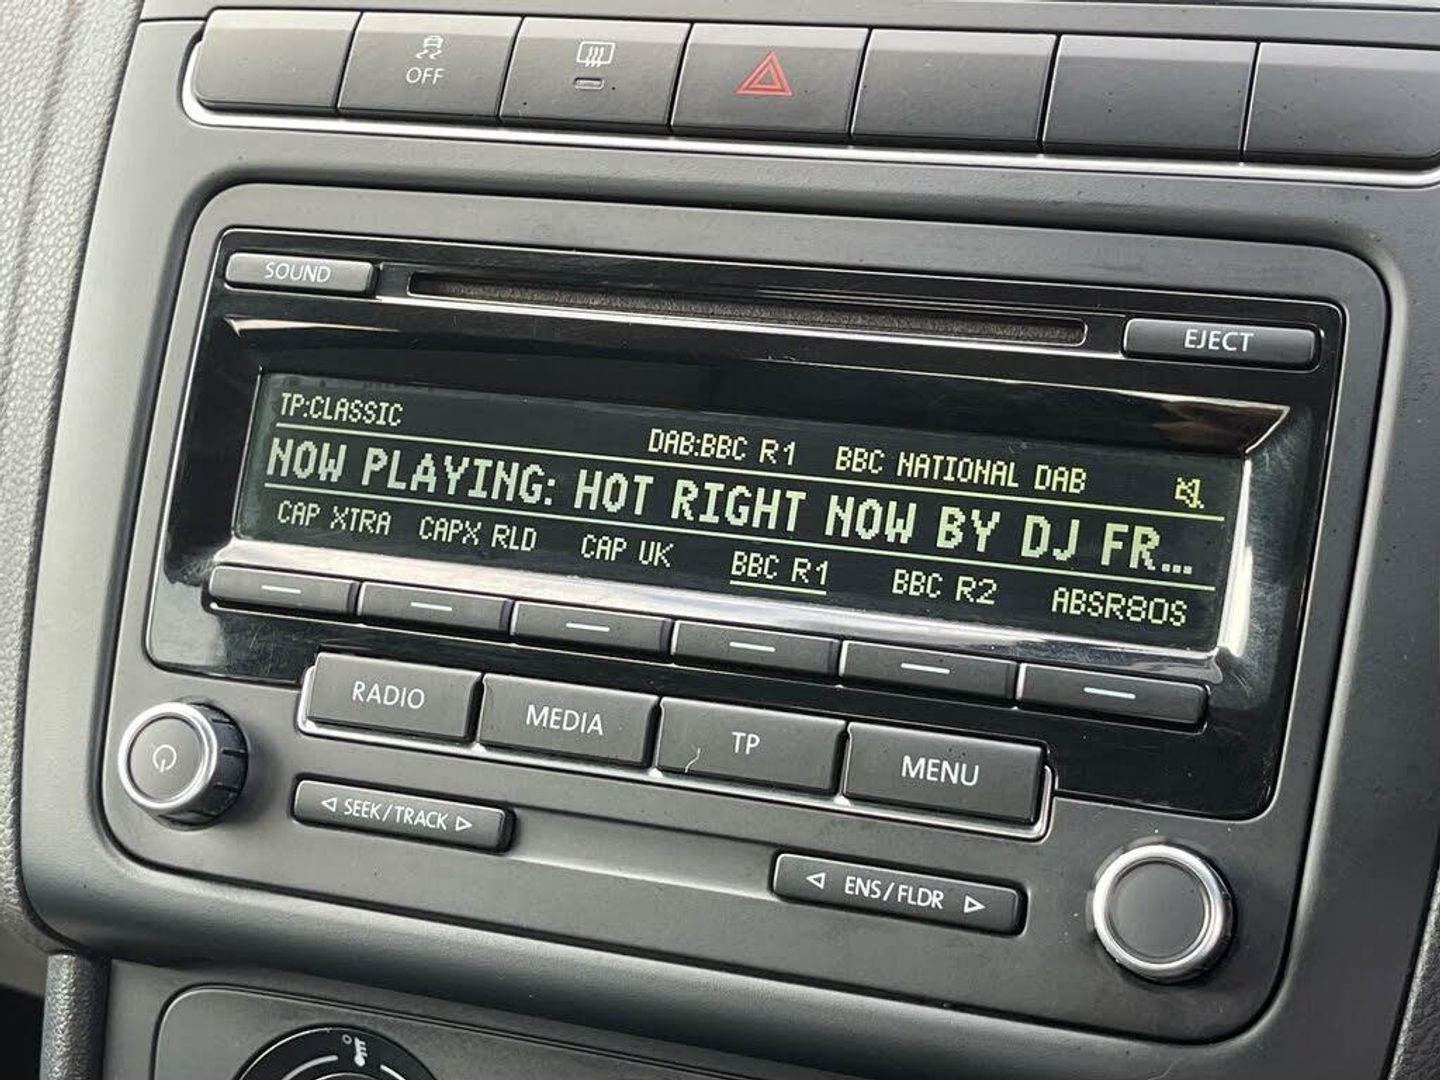 OFF
SOUND
EJECT
TP:CLASSIC
DAB:BBC R1 BBC NATIONAL DAB
NOW PLAYING: HOT RIGHT NOW BY DJ FR...
CAP XTRA CAPX RLD CAP UK BBC R1 BBC R2 ABSR80S
RADIO MEDIA TP MENU
SEEK/TRACK
ENS/FLDR